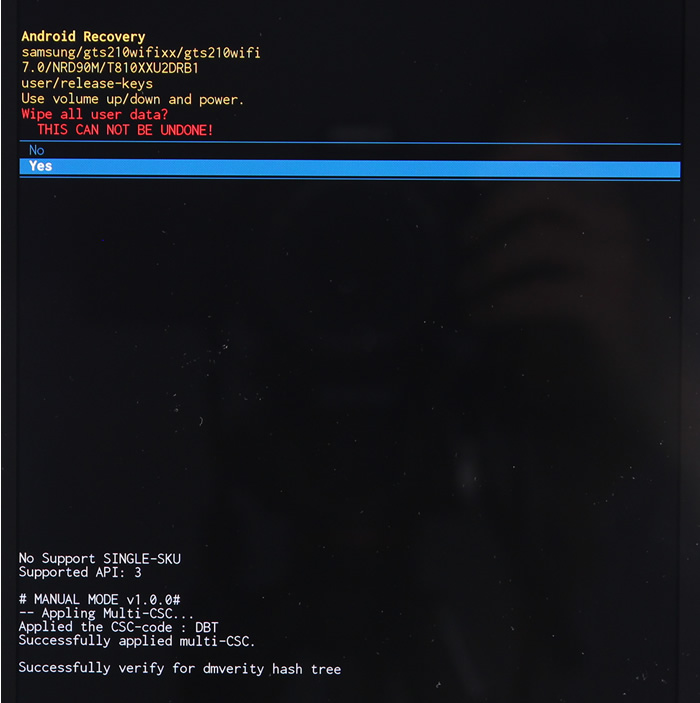 Android Recovery
samsung/gts210wifixx/gts210wifi
7.0/NRD90M/T810XXU2DRB1
user/release-keys
Use volume up/down and power.
Wipe all user data?
THIS CAN NOT BE UNDONE!
No
Yes
No Support SINGLE-SKU
Supported API: 3
# MANUAL MODE v1.0.0#
-- Appling Multi-CSC...
Applied the CSC-code : DBT
Successfully applied multi-CSC.
Successfully verify for dmverity hash tree